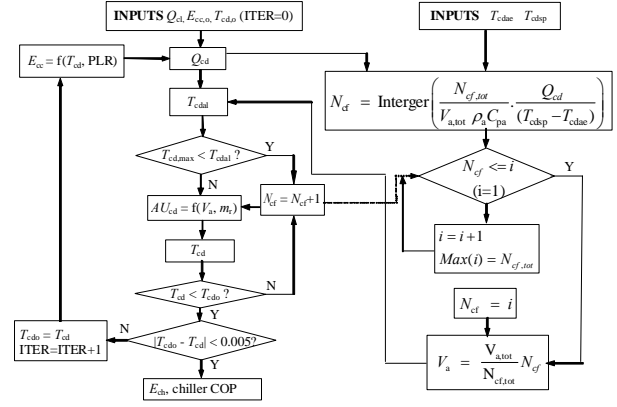 INPUTS Q_cl, E_cc,o, T_cd,o (ITER=0)
INPUTS T_cdae T_cdsp
E_cc = f(T_cd, PLR)
Q_cd
N_cf = Interger( N_cf,tot / V_a,tot ρ_a C_pa . Q_cd / (T_cdsp − T_cdae) )
T_cdal
T_cd,max < T_cdal ?
Y
N
N_cf <= i
(i=1)
Y
AU_cd = f(V_a, m_r)
N_cf = N_cf+1
T_cd
i = i + 1
Max(i) = N_cf,tot
T_cd < T_cdo ?
N
Y
N_cf = i
T_cdo = T_cd
ITER=ITER+1
N
|T_cdo - T_cd| < 0.005?
Y
V_a = V_a,tot / N_cf,tot N_cf
E_ch, chiller COP